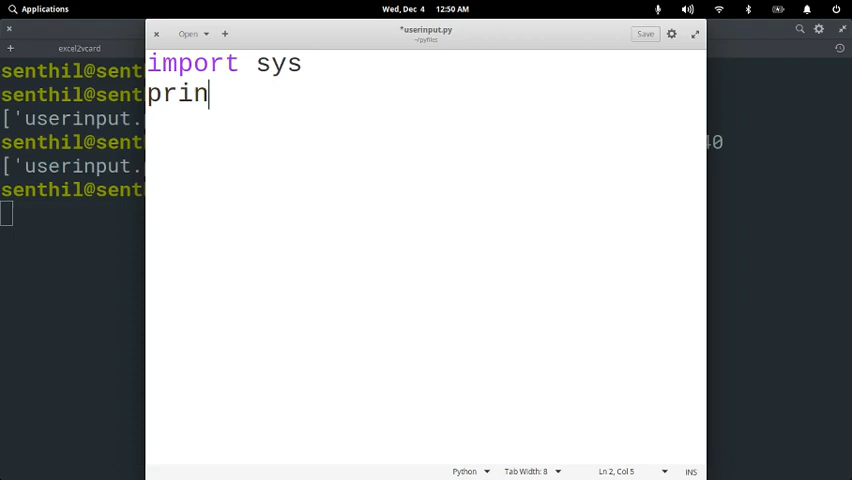 Applications
Wed, Dec 4 12:50 AM
Open
*userinput.py
~/pyfiles
Save
excel2vcard
senthil@sent
senthil@sent
['userinput.
senthil@sent 40
['userinput.
senthil@sent
import sys
prin
Python
Tab Width: 8
Ln 2, Col 5
INS